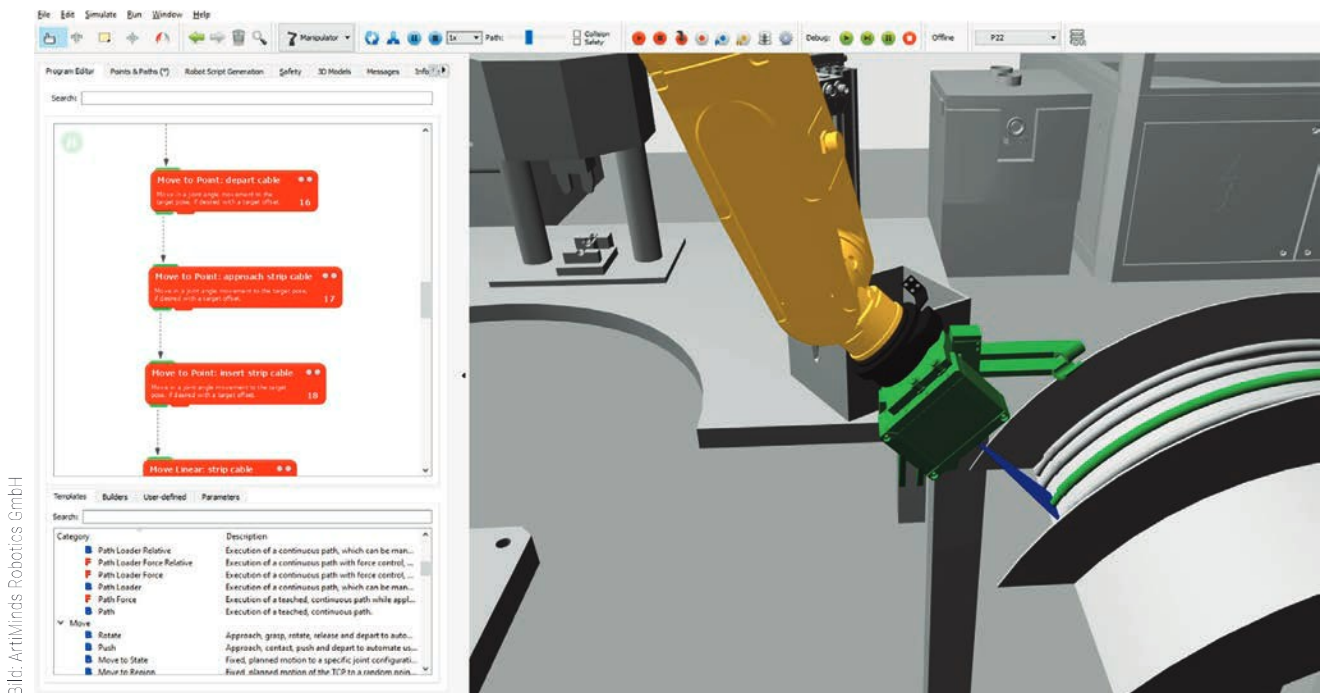 File Edit Simulate Run Window Help
Manipulator 1x Path: Collision Safety Debug: Offline P22
Program Editor Points & Paths (*) Robot Script Generation Safety 3D Models Messages Info
Search:
Move to Point: depart cable
Move in a joint angle movement to the
target pose, if desired with a target offset.
16
Move to Point: approach strip cable
Move in a joint angle movement to the target pose,
if desired with a target offset.
17
Move to Point: insert strip cable
Move in a joint angle movement to the target
pose, if desired with a target offset.
18
Move Linear: strip cable
Templates Builders User-defined Parameters
Search:
Category Description
B Path Loader Relative Execution of a continuous path, which can be man...
F Path Loader Force Relative Execution of a continuous path with force control, ...
F Path Loader Force Execution of a continuous path with force control, ...
B Path Loader Execution of a continuous path, which can be man...
F Path Force Execution of a teached, continuous path while appl...
B Path Execution of a teached, continuous path.
Move
B Rotate Approach, grasp, rotate, release and depart to auto...
B Push Approach, contact, push and depart to automate us...
B Move to State Fixed, planned motion to a specific joint configurati...
B Move to Region Fixed, planned motion of the TCP to a random poin...
Bild: ArtiMinds Robotics GmbH